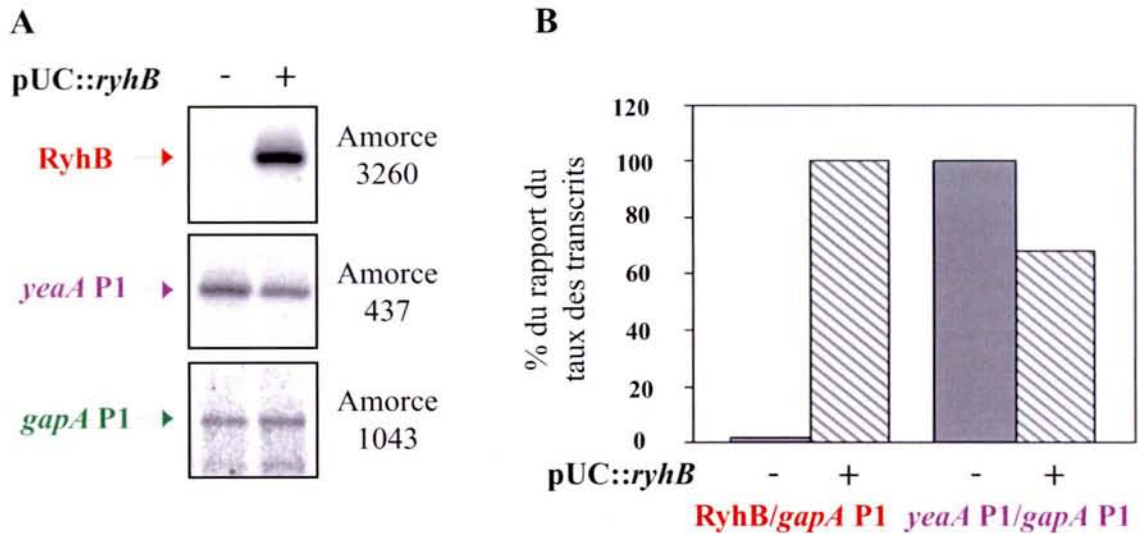 A
pUC::ryhB - +
RyhB
Amorce
3260
yeaA P1
Amorce
437
gapA P1
Amorce
1043
B
% du rapport du
taux des transcrits
120
100
80
60
40
20
0
pUC::ryhB - + - +
RyhB/gapA P1 yeaA P1/gapA P1